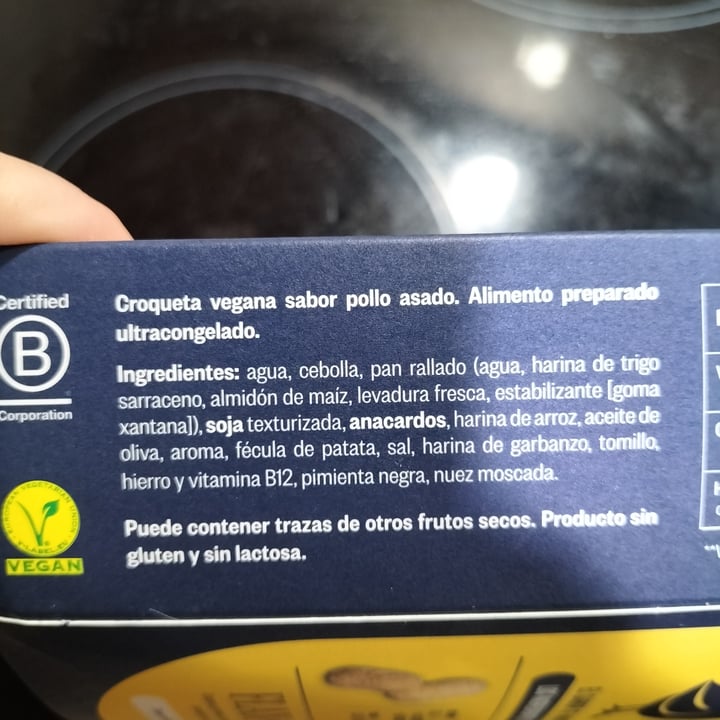 Certified
B
Corporation
Croqueta vegana sabor pollo asado. Alimento preparado
ultracongelado.
Ingredientes: agua, cebolla, pan rallado (agua, harina de trigo
sarraceno, almidón de maíz, levadura fresca, estabilizante [goma
xantana]), soja texturizada, anacardos, harina de arroz, aceite de
oliva, aroma, fécula de patata, sal, harina de garbanzo, tomillo,
hierro y vitamina B12, pimienta negra, nuez moscada.
Puede contener trazas de otros frutos secos. Producto sin
gluten y sin lactosa.
VEGAN